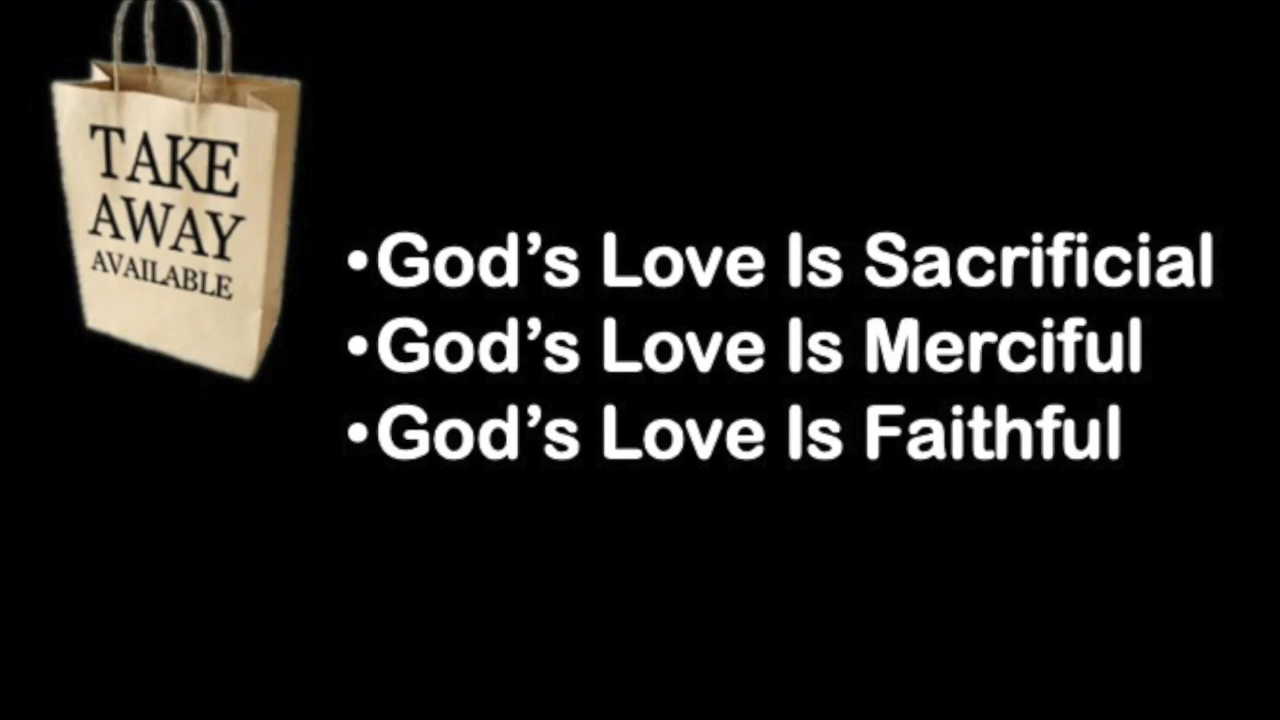 TAKE
AWAY
AVAILABLE
•God’s Love Is Sacrificial
•God’s Love Is Merciful
•God’s Love Is Faithful